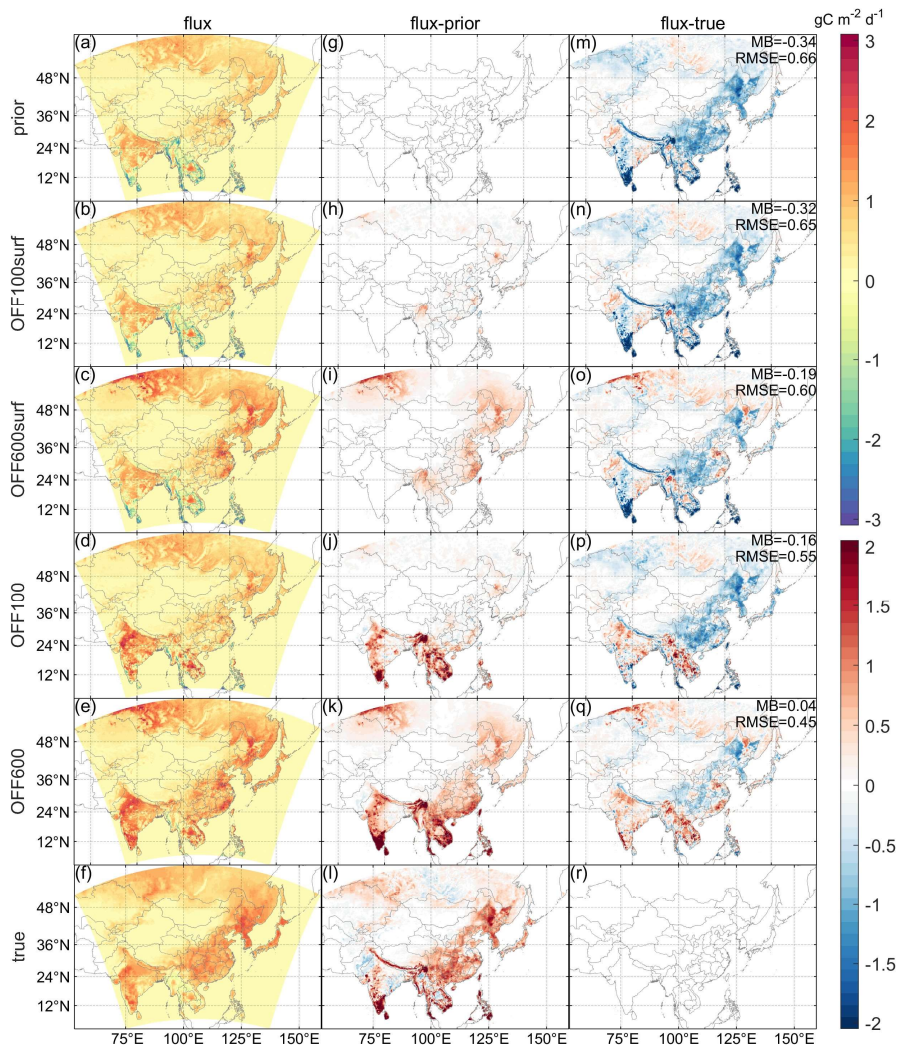 flux flux-prior flux-true gC m⁻² d⁻¹
(a) (g) (m) MB=-0.34
RMSE=0.66
48°N
36°N
24°N
12°N
prior
(b) (h) (n) MB=-0.32
RMSE=0.65
48°N
36°N
24°N
12°N
OFF100surf
(c) (i) (o) MB=-0.19
RMSE=0.60
48°N
36°N
24°N
12°N
OFF600surf
(d) (j) (p) MB=-0.16
RMSE=0.55
48°N
36°N
24°N
12°N
OFF100
(e) (k) (q) MB=0.04
RMSE=0.45
48°N
36°N
24°N
12°N
OFF600
(f) (l) (r)
48°N
36°N
24°N
12°N
true
75°E 100°E 125°E 150°E 75°E 100°E 125°E 150°E 75°E 100°E 125°E 150°E
3
2
1
0
-1
-2
-3
2
1.5
1
0.5
0
-0.5
-1
-1.5
-2